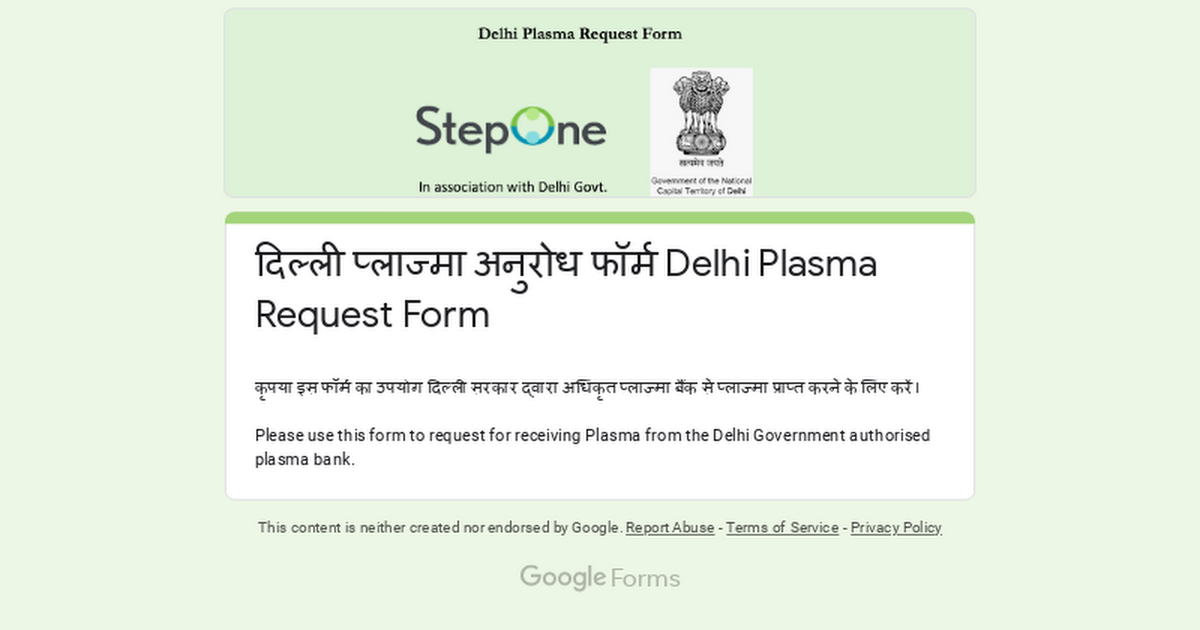 Delhi Plasma Request Form
StepOne
In association with Delhi Govt.
सत्यमेव जयते
Government of the National
Capital Territory of Delhi
दिल्ली प्लाज्मा अनुरोध फॉर्म Delhi Plasma
Request Form
कृपया इस फॉर्म का उपयोग दिल्ली सरकार द्वारा अधिकृत प्लाज्मा बैंक से प्लाज्मा प्राप्त करने के लिए करें।
Please use this form to request for receiving Plasma from the Delhi Government authorised
plasma bank.
This content is neither created nor endorsed by Google. Report Abuse - Terms of Service - Privacy Policy
Google Forms